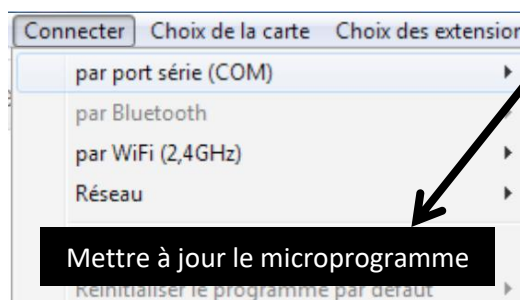 Connecter Choix de la carte Choix des extension
par port série (COM)
par Bluetooth
par WiFi (2,4GHz)
Réseau
Mettre à jour le microprogramme
Réinitialiser le programme par défaut